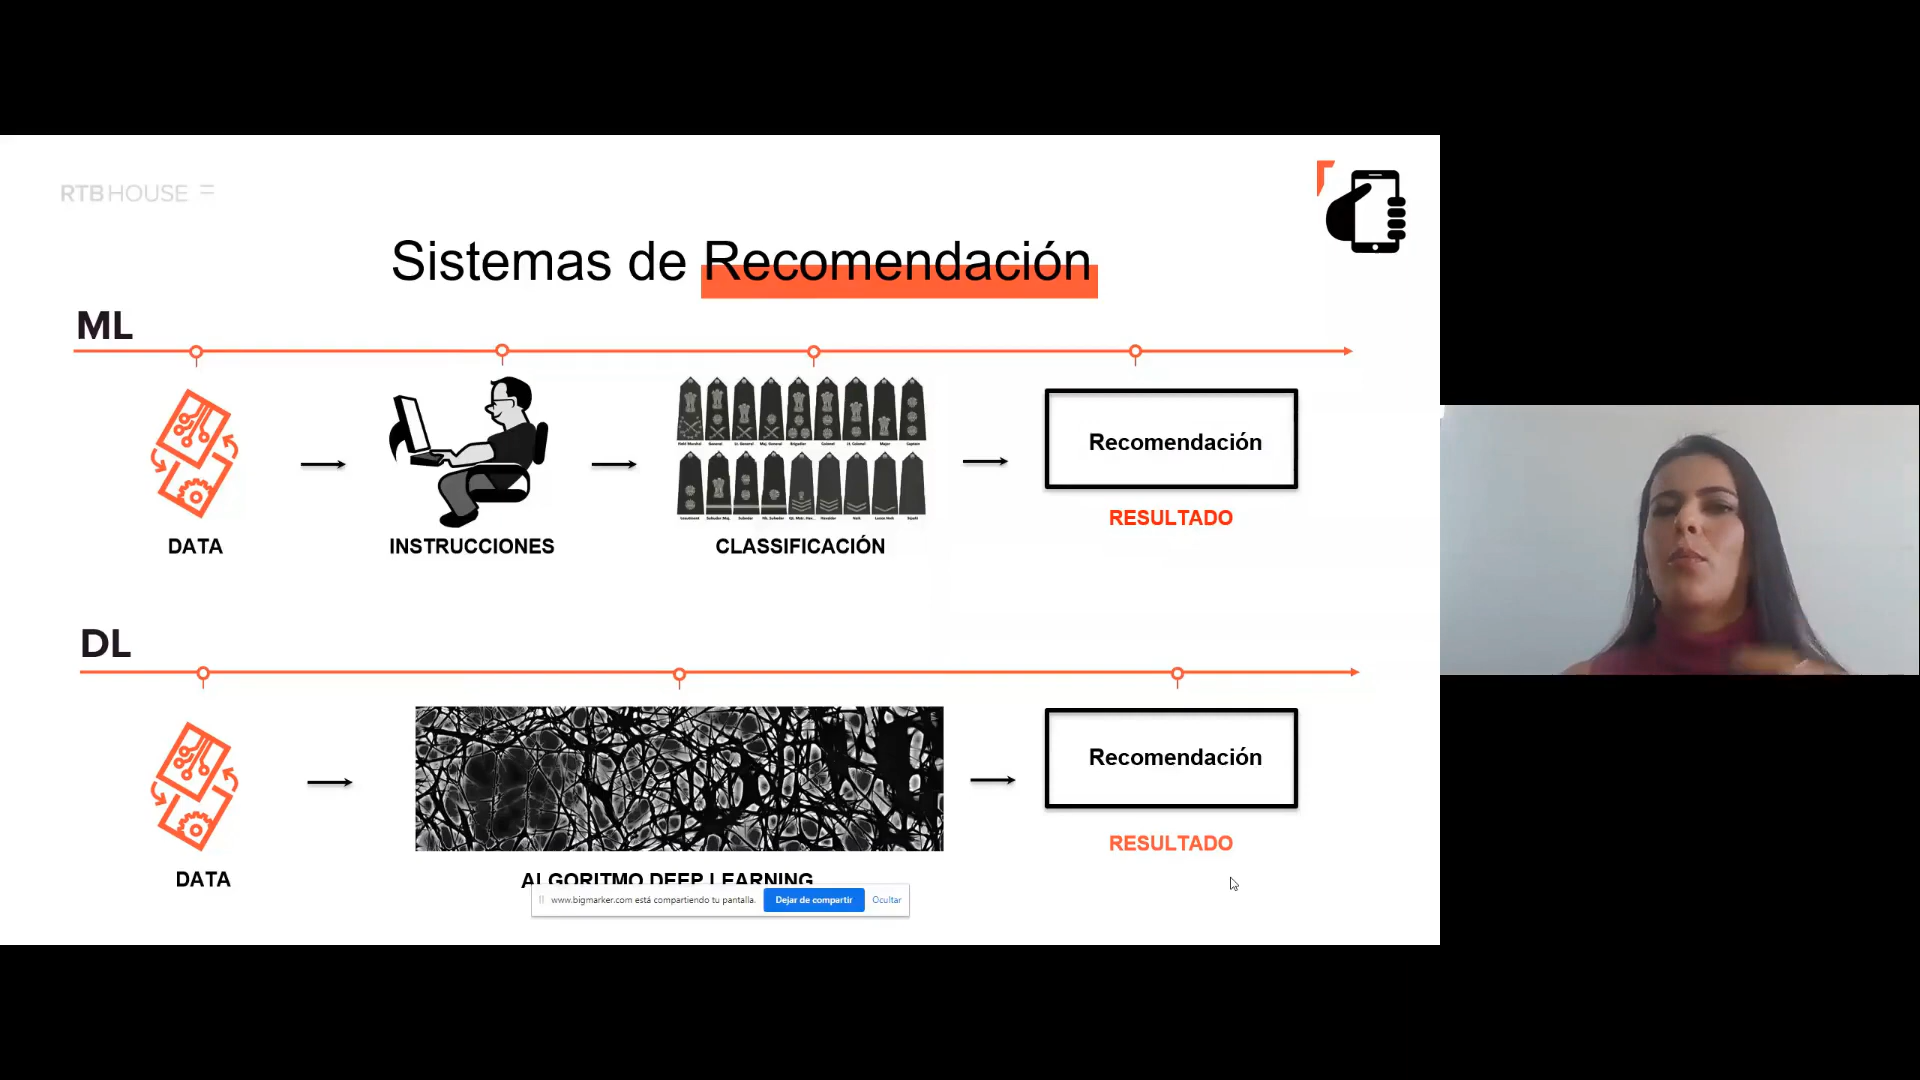 RTB HOUSE
Sistemas de Recomendación
ML
Recomendación
RESULTADO
DATA
INSTRUCCIONES
CLASSIFICACIÓN
DL
Recomendación
RESULTADO
DATA
ALGORITMO DEEP LEARNING
www.bigmarker.com está compartiendo tu pantalla.
Dejar de compartir
Ocultar